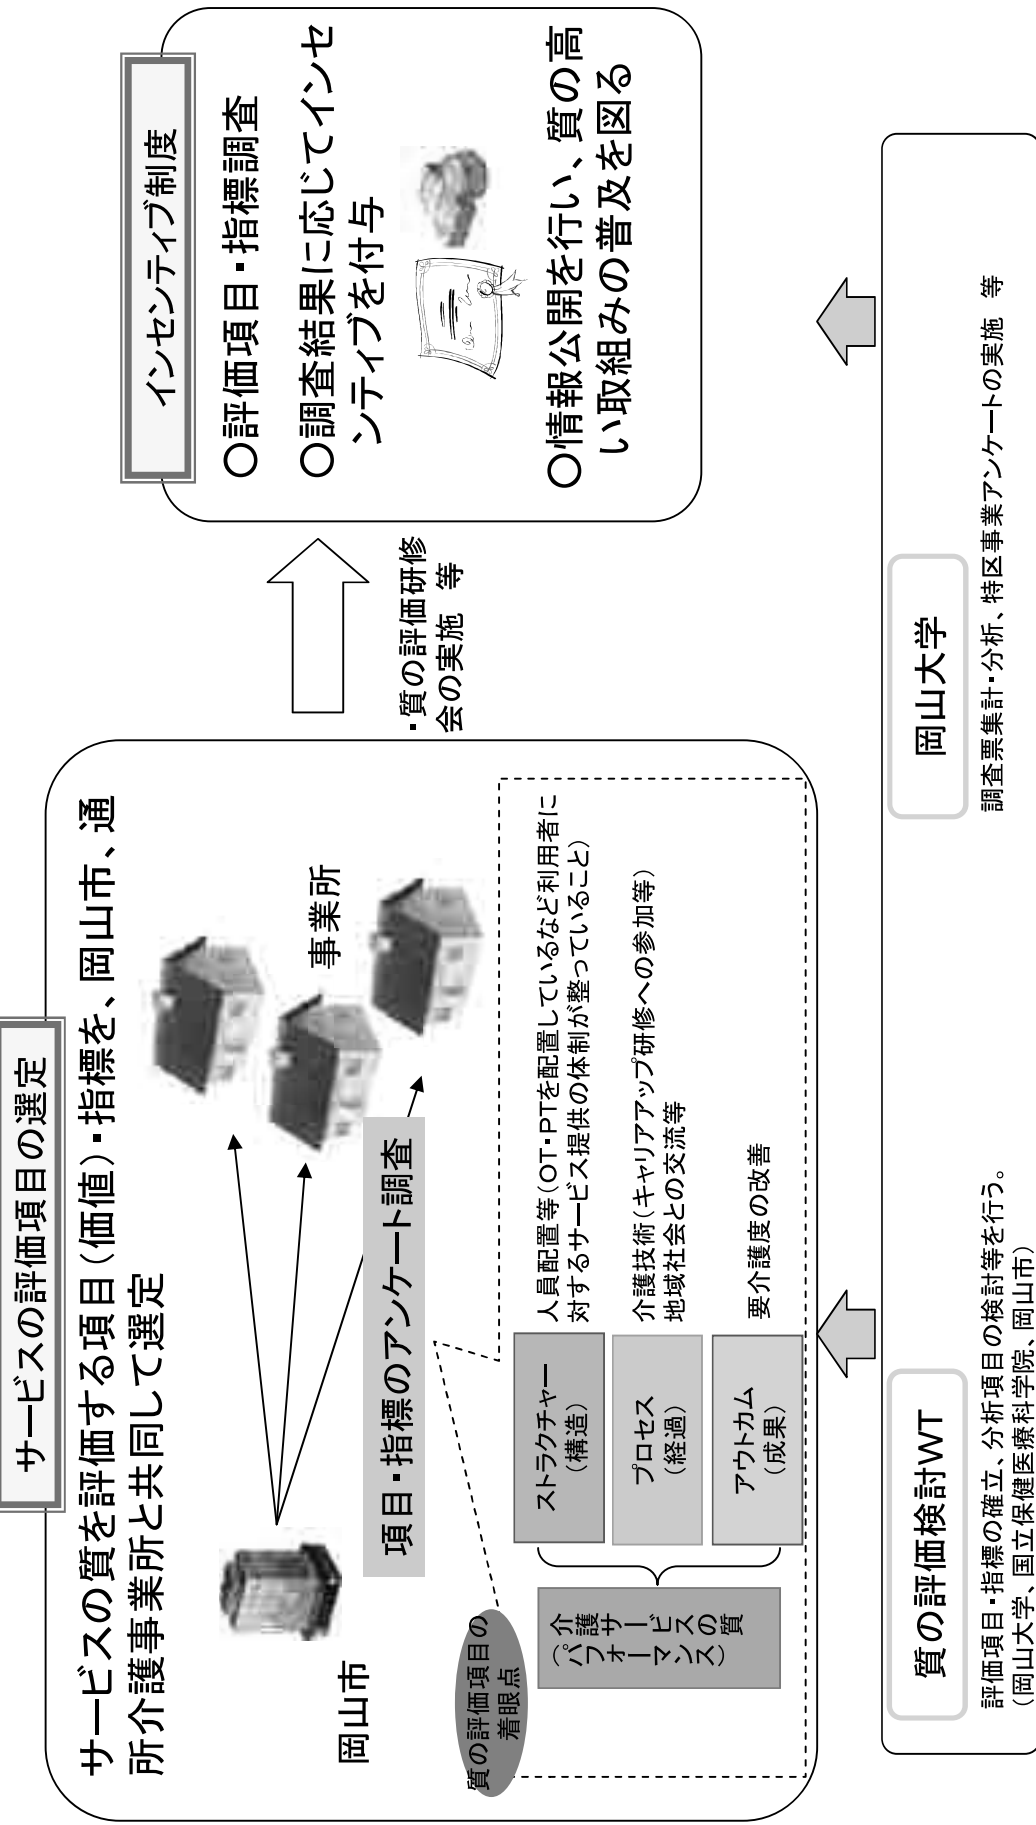 サービスの評価項目の選定
サービスの質を評価する項目（価値）・指標を、岡山市、通
所介護事業所と共同して選定
岡山市
事業所
項目・指標のアンケート調査
質の評価項目の
着眼点
介護サービスの質
（パフォーマンス）
ストラクチャー
（構造）
人員配置等（ＯＴ・ＰＴを配置しているなど利用者に
対するサービス提供の体制が整っていること）
プロセス
（経過）
介護技術（キャリアアップ研修への参加等）
地域社会との交流等
アウトカム
（成果）
要介護度の改善
・質の評価研修
会の実施　等
インセンティブ制度
○評価項目・指標調査
○調査結果に応じてインセ
ンティブを付与
○情報公開を行い、質の高
い取組みの普及を図る
質の評価検討WT
評価項目・指標の確立、分析項目の検討等を行う。
（岡山大学、国立保健医療科学院、岡山市）
岡山大学
調査票集計・分析、特区事業アンケートの実施　等